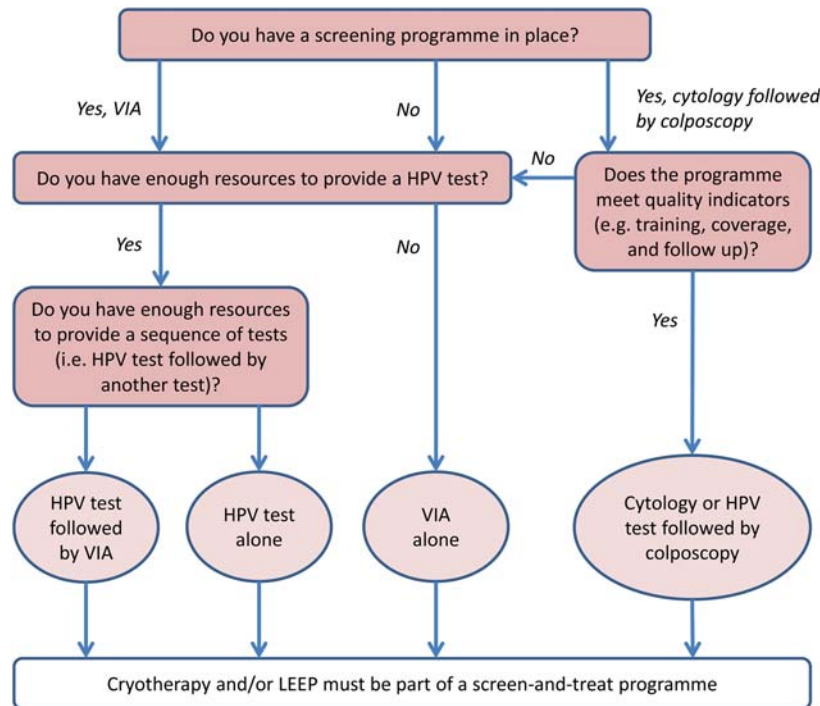 Do you have a screening programme in place?
Yes, VIA
No
Yes, cytology followed
by colposcopy
Do you have enough resources to provide a HPV test?
No
Does the programme
meet quality indicators
(e.g. training, coverage,
and follow up)?
Yes
No
Yes
Do you have enough resources
to provide a sequence of tests
(i.e. HPV test followed by
another test)?
HPV test
followed
by VIA
HPV test
alone
VIA
alone
Cytology or HPV
test followed by
colposcopy
Cryotherapy and/or LEEP must be part of a screen-and-treat programme